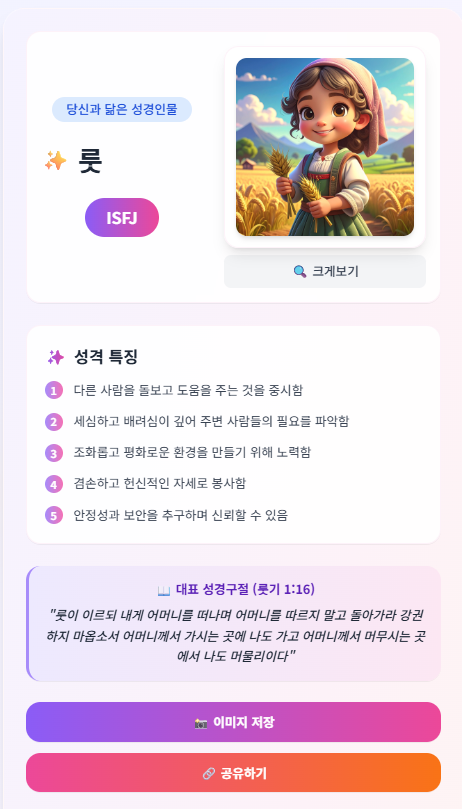 당신과 닮은 성경인물
✨ 룻
ISFJ
🔍 크게보기
✨ 성격 특징
1 다른 사람을 돌보고 도움을 주는 것을 중시함
2 세심하고 배려심이 깊어 주변 사람들의 필요를 파악함
3 조화롭고 평화로운 환경을 만들기 위해 노력함
4 겸손하고 헌신적인 자세로 봉사함
5 안정성과 보안을 추구하며 신뢰할 수 있음
📖 대표 성경구절 (룻기 1:16)
"룻이 이르되 내게 어머니를 떠나며 어머니를 따르지 말고 돌아가라 강권
하지 마옵소서 어머니께서 가시는 곳에 나도 가고 어머니께서 머무시는 곳
에서 나도 머물리이다"
📷 이미지 저장
🔗 공유하기